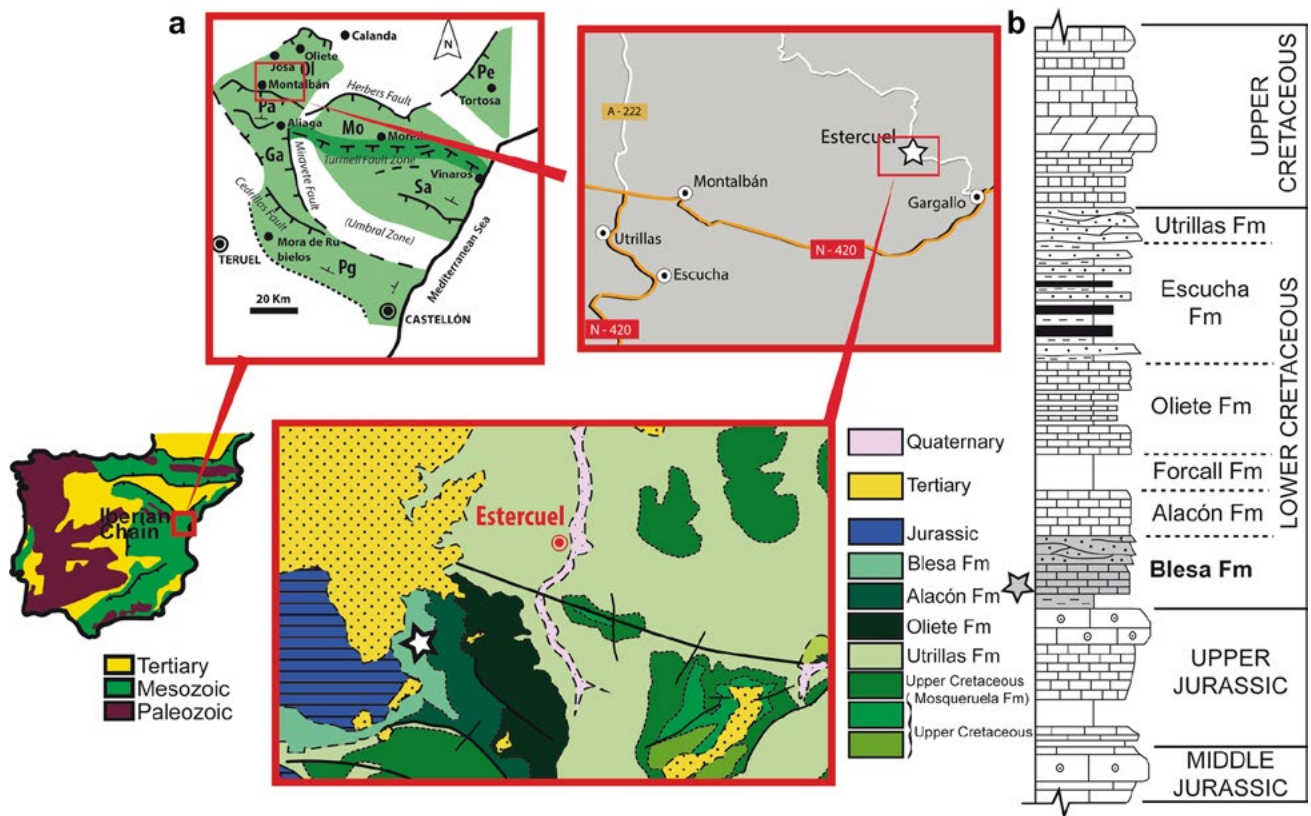 a
Calanda
N
Oliete
Josa
Ol
Montalbán
Pa
Herbers Fault
Pe
Tortosa
Aliaga
Mo
Ga
Miravete Fault
Turmell Fault Zone
Vinaros
Sa
Cedrillas Fault
(Umbral Zone)
Mora de Ru
bielos
TERUEL
Pg
Mediterranean Sea
20 Km
CASTELLÓN
A - 222
Estercuel
Montalbán
Gargallo
Utrillas
N - 420
Escucha
N - 420
Iberian
Chain
Tertiary
Mesozoic
Paleozoic
Estercuel
Quaternary
Tertiary
Jurassic
Blesa Fm
Alacón Fm
Oliete Fm
Utrillas Fm
Upper Cretaceous
(Mosqueruela Fm)
Upper Cretaceous
b
UPPER
CRETACEOUS
Utrillas Fm
Escucha
Fm
Oliete Fm
Forcall Fm
Alacón Fm
Blesa Fm
LOWER CRETACEOUS
UPPER
JURASSIC
MIDDLE
JURASSIC